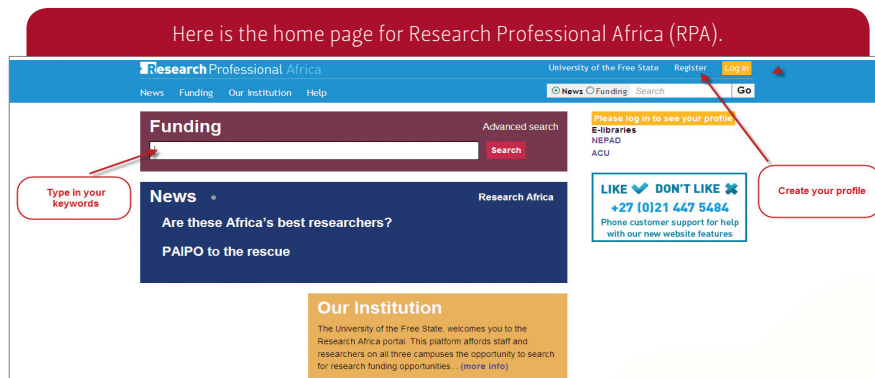 Here is the home page for Research Professional Africa (RPA).
Research Professional Africa
University of the Free State Register Log in
News Funding Our Institution Help
News Funding Search Go
Funding
Advanced search
Search
Type in your
keywords
News
Research Africa
Are these Africa's best researchers?
PAIPO to the rescue
Please log in to see your profile
E-libraries
NEPAD
ACU
LIKE DON'T LIKE
+27 (0)21 447 5484
Phone customer support for help
with our new website features
Create your profile
Our Institution
The University of the Free State, welcomes you to the
Research Africa portal. This platform affords staff and
researchers on all three campuses the opportunity to search
for research funding opportunities... (more info)